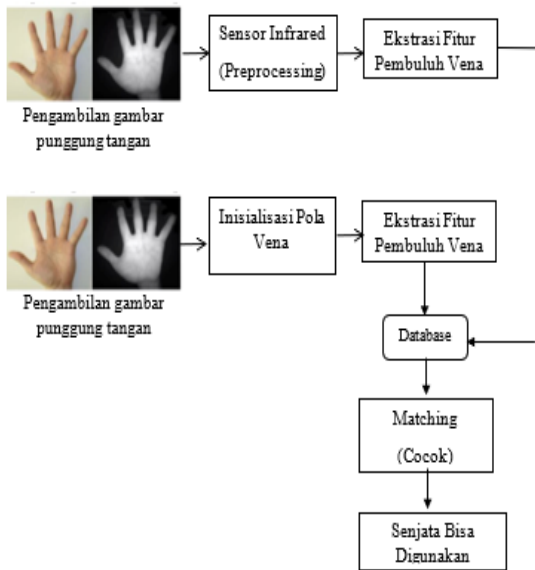 Sensor Infrared
(Preprocessing)
Ekstrasi Fitur
Pembuluh Vena
Pengambilan gambar
punggung tangan
Inisialisasi Pola
Vena
Ekstrasi Fitur
Pembuluh Vena
Pengambilan gambar
punggung tangan
Database
Matching
(Cocok)
Senjata Bisa
Digunakan